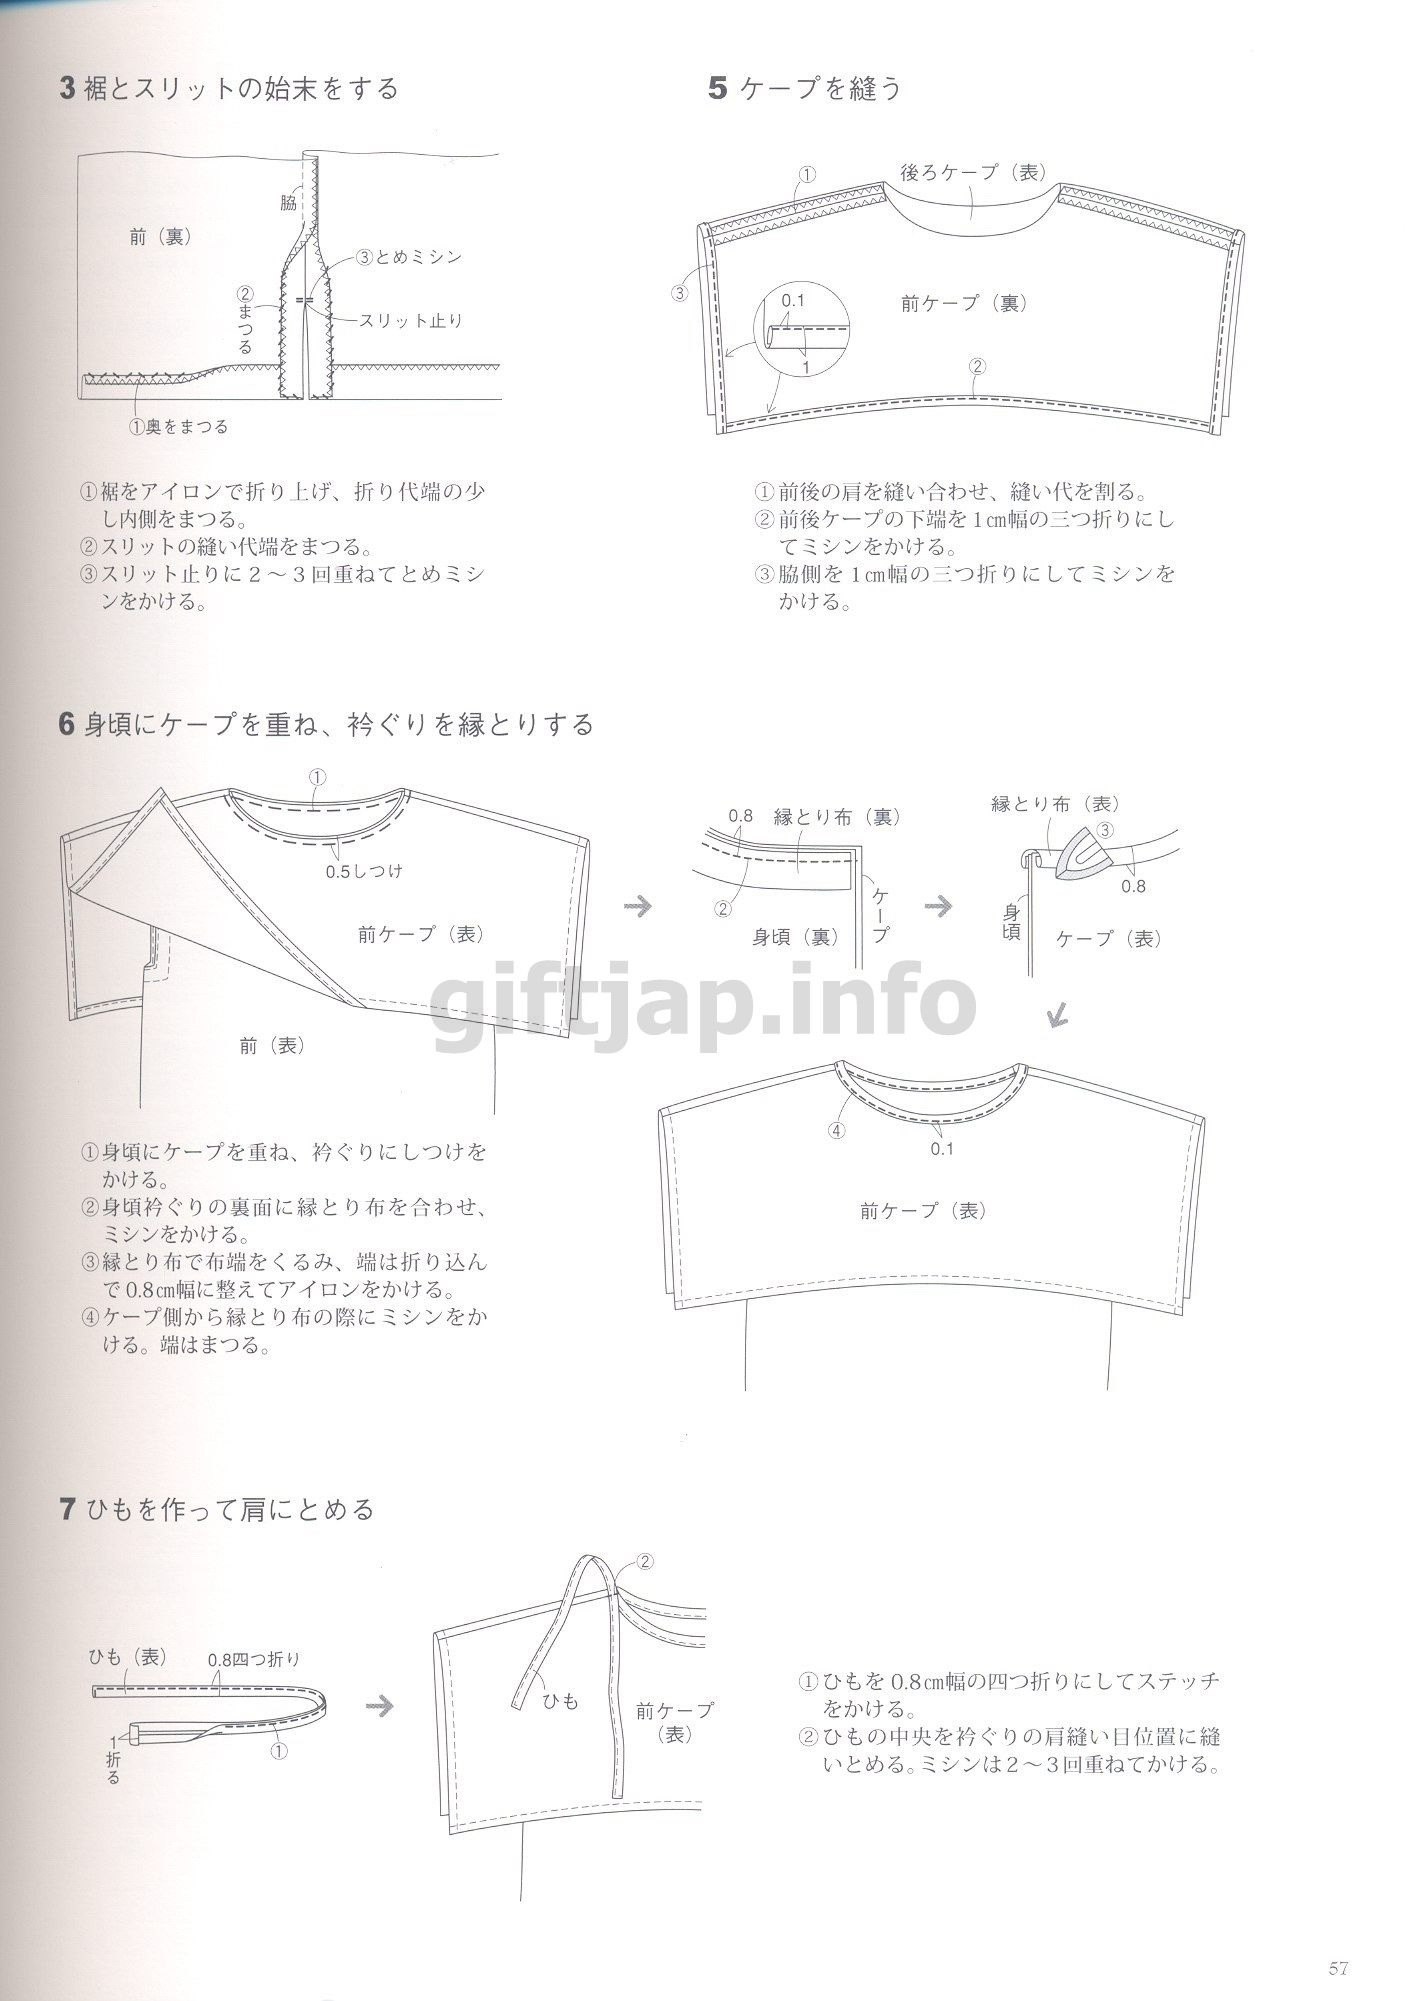 3 裾とスリットの始末をする
脇
前（裏）
③とめミシン
②まつる
スリット止り
①奥をまつる
①裾をアイロンで折り上げ、折り代端の少
し内側をまつる。
②スリットの縫い代端をまつる。
③スリット止りに２〜３回重ねてとめミシ
ンをかける。
5 ケープを縫う
①
後ろケープ（表）
③
0.1
前ケープ（裏）
1
②
①前後の肩を縫い合わせ、縫い代を割る。
②前後ケープの下端を１㎝幅の三つ折りにし
てミシンをかける。
③脇側を１㎝幅の三つ折りにしてミシンを
かける。
6 身頃にケープを重ね、衿ぐりを縁とりする
①
0.5しつけ
前ケープ（表）
前（表）
0.8
縁とり布（裏）
②
ケープ
身頃（裏）
縁とり布（表）
③
0.8
身頃
ケープ（表）
giftjap.info
④
0.1
前ケープ（表）
①身頃にケープを重ね、衿ぐりにしつけを
かける。
②身頃衿ぐりの裏面に縁とり布を合わせ、
ミシンをかける。
③縁とり布で布端をくるみ、端は折り込ん
で0.8㎝幅に整えてアイロンをかける。
④ケープ側から縁とり布の際にミシンをか
ける。端はまつる。
7 ひもを作って肩にとめる
ひも（表）
0.8四つ折り
1折る
①
②
ひも
前ケープ
（表）
①ひもを0.8㎝幅の四つ折りにしてステッチ
をかける。
②ひもの中央を衿ぐりの肩縫い目位置に縫
いとめる。ミシンは２〜３回重ねてかける。
57